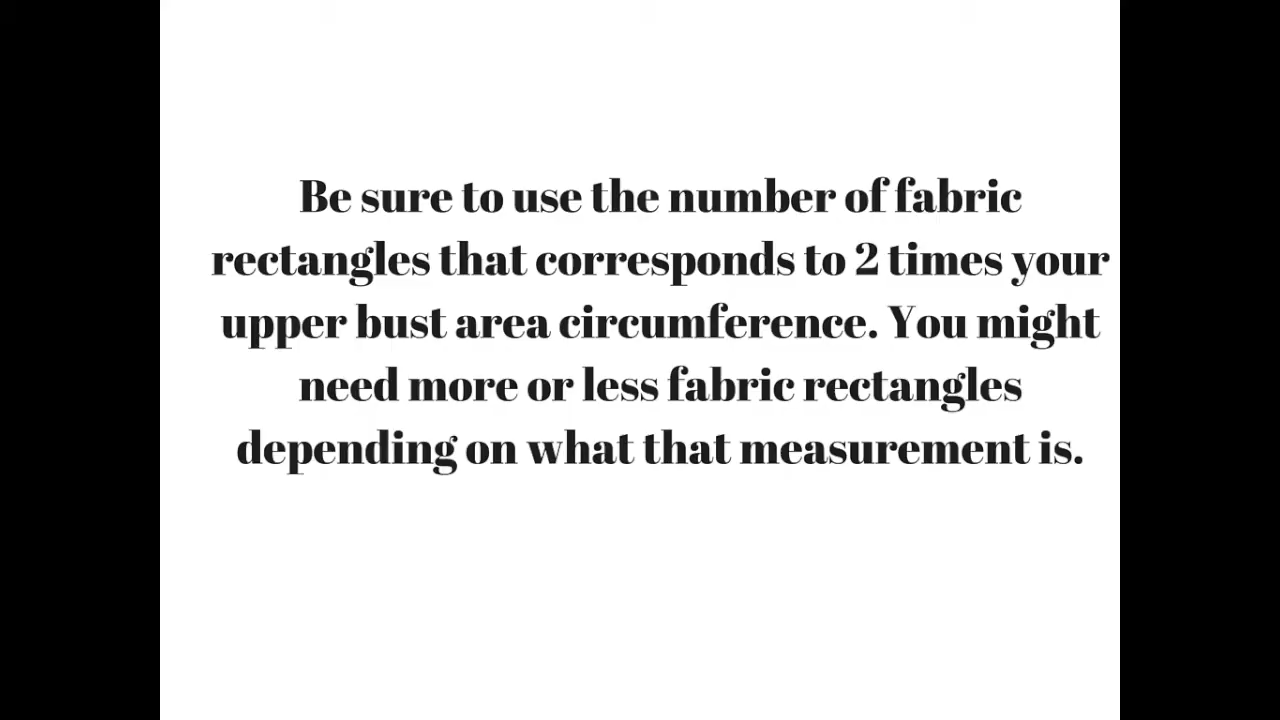 Be sure to use the number of fabric
rectangles that corresponds to 2 times your
upper bust area circumference. You might
need more or less fabric rectangles
depending on what that measurement is.